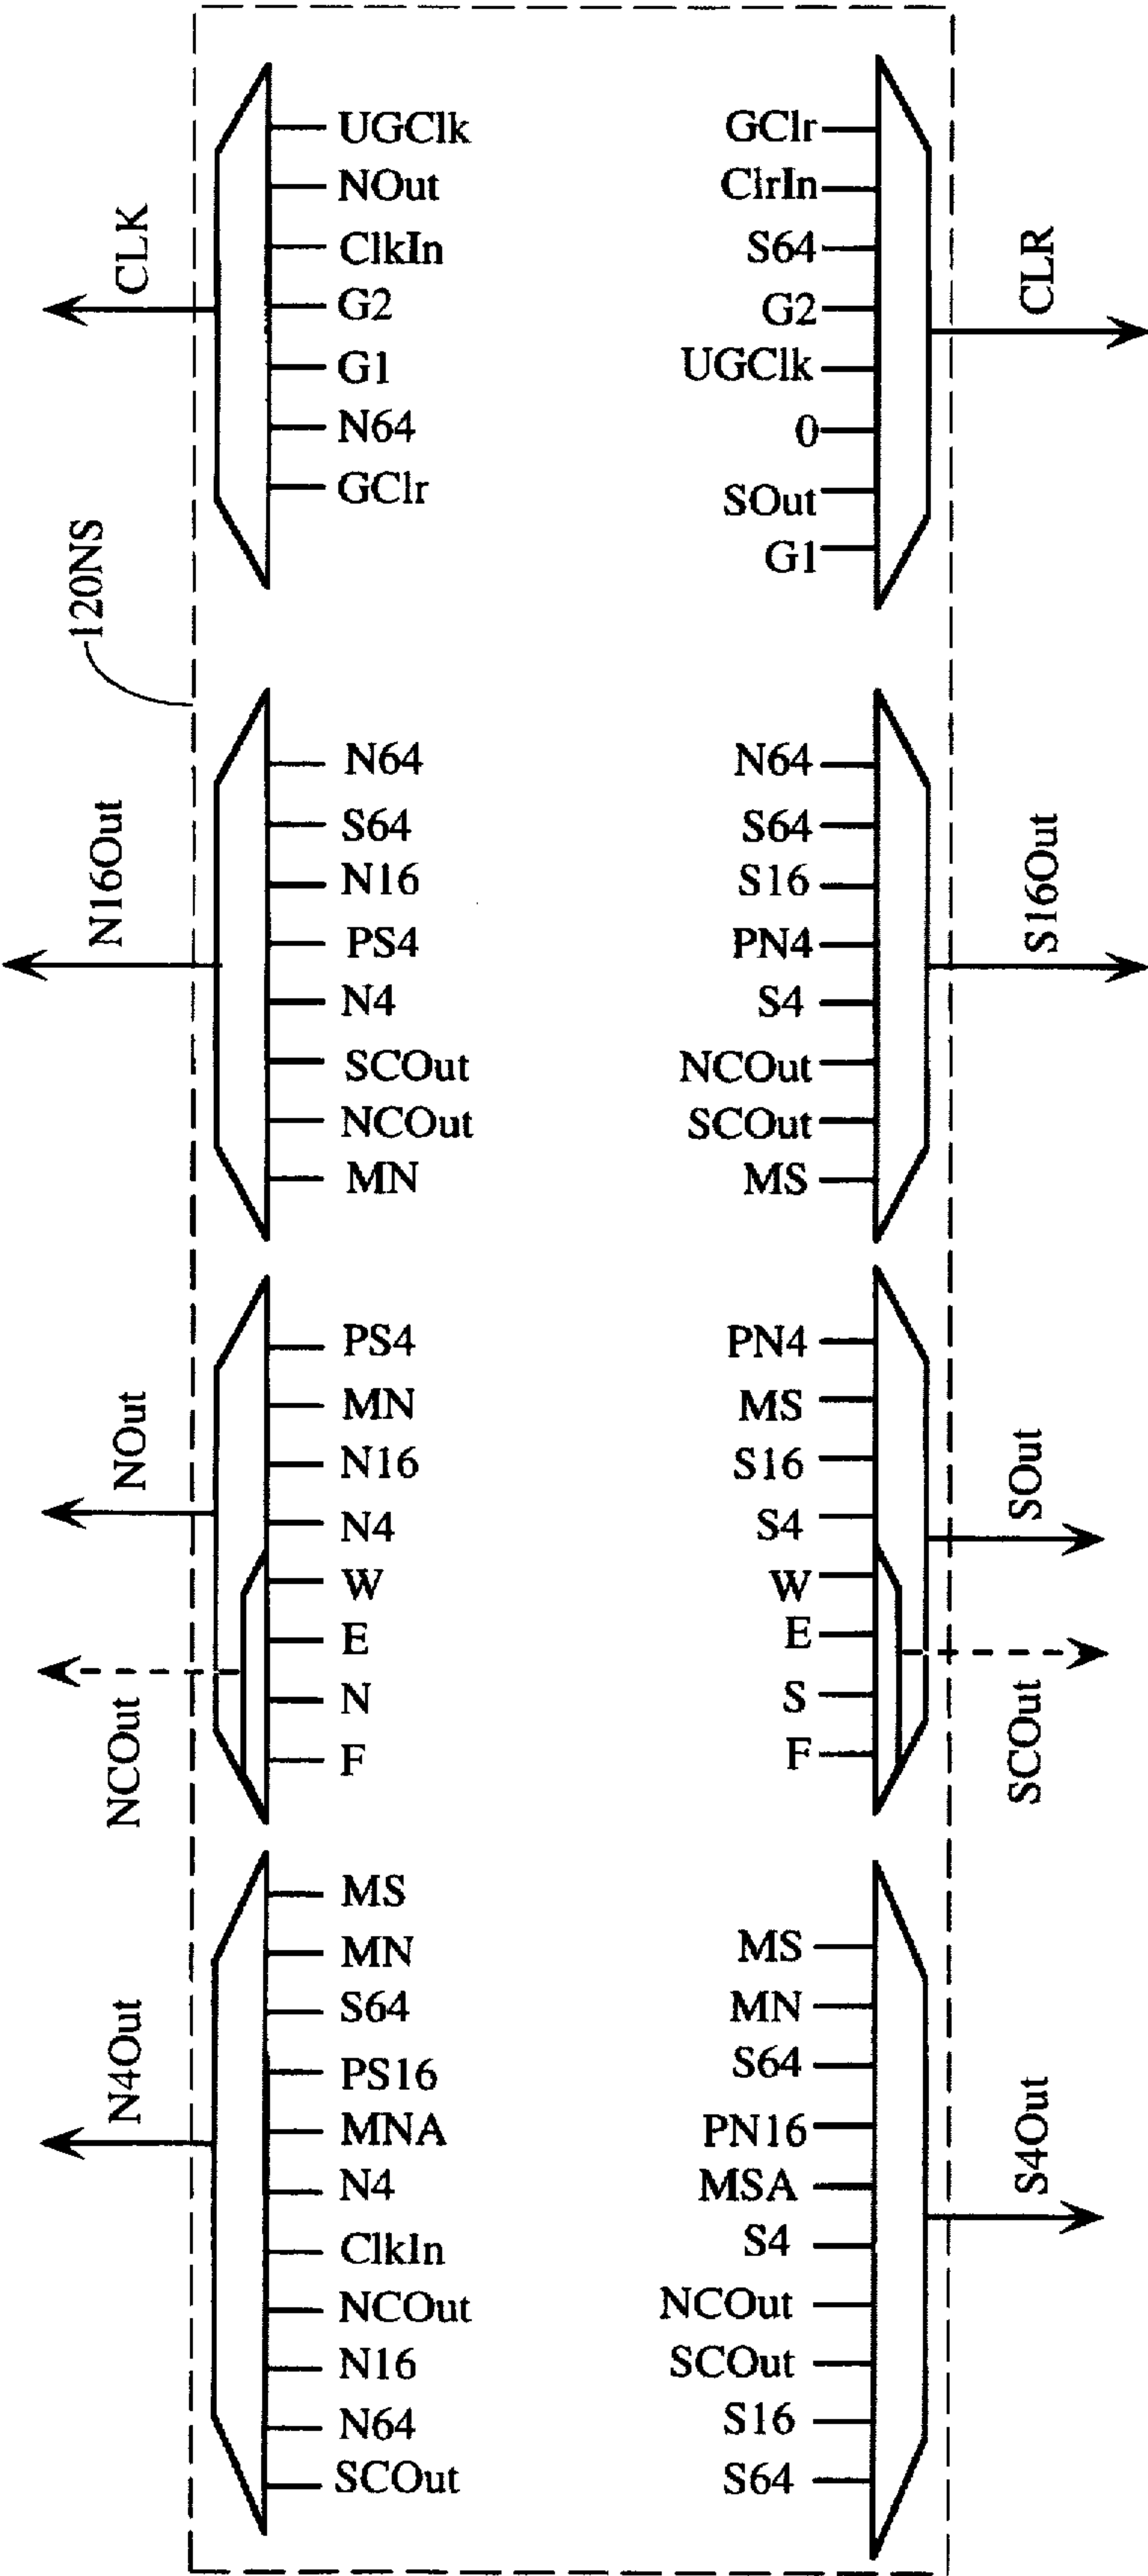 CLK
UGClk
NOut
ClkIn
G2
G1
N64
GClr
GClr
ClrIn
S64
G2
UGClk
0
SOut
G1
CLR
120NS
N16Out
N64
S64
N16
PS4
N4
SCOut
NCOut
MN
N64
S64
S16
PN4
S4
NCOut
SCOut
MS
S16Out
NOut
NCOut
PS4
MN
N16
N4
W
E
N
F
PN4
MS
S16
S4
W
E
S
F
SOut
SCOut
N4Out
MS
MN
S64
PS16
MNA
N4
ClkIn
NCOut
N16
N64
SCOut
MS
MN
S64
PN16
MSA
S4
NCOut
SCOut
S16
S64
S4Out